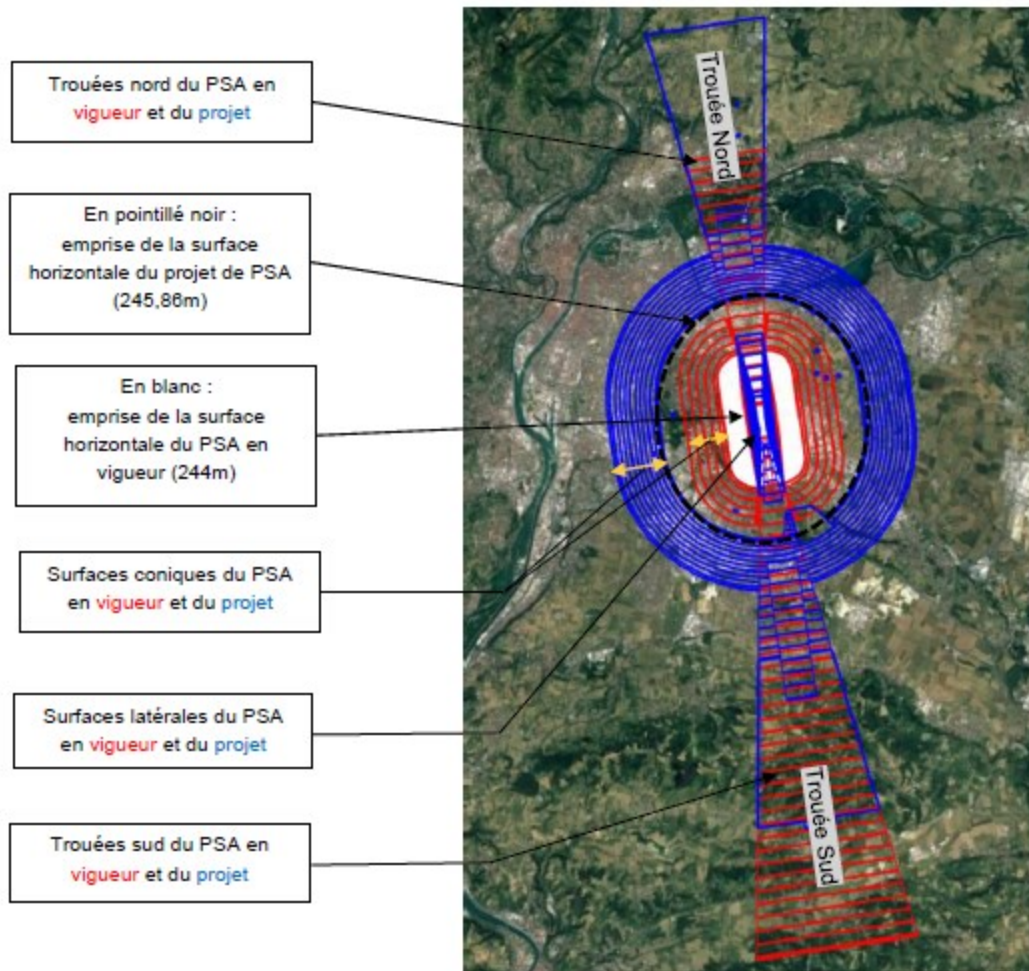 Trouées nord du PSA en
vigueur et du projet
En pointillé noir :
emprise de la surface
horizontale du projet de PSA
(245,86m)
En blanc :
emprise de la surface
horizontale du PSA en
vigueur (244m)
Surfaces coniques du PSA
en vigueur et du projet
Surfaces latérales du PSA
en vigueur et du projet
Trouées sud du PSA en
vigueur et du projet
Trouée Nord
Trouée Sud